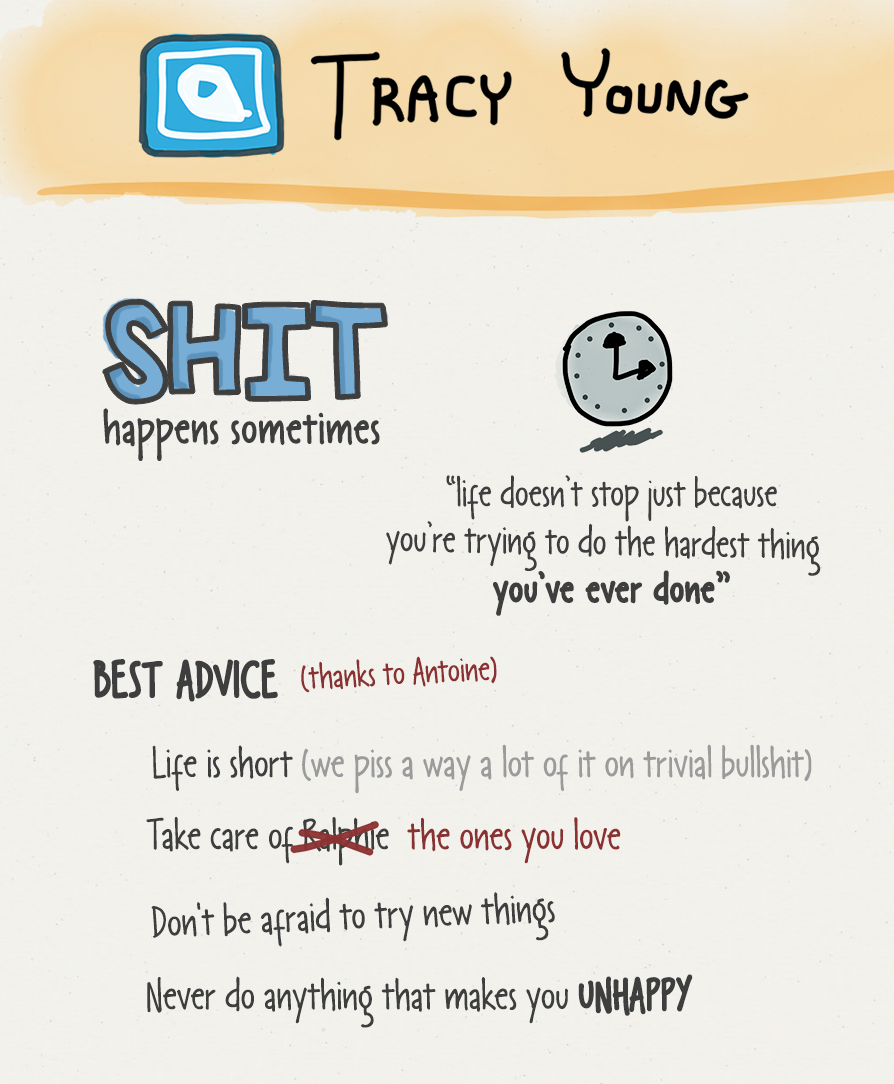 TRACY YOUNG
SHIT
happens sometimes
“life doesn't stop just because
you're trying to do the hardest thing
you've ever done”
BEST ADVICE (thanks to Antoine)
Life is short (we piss a way a lot of it on trivial bullshit)
Take care of Ralphie the ones you love
Don't be afraid to try new things
Never do anything that makes you UNHAPPY